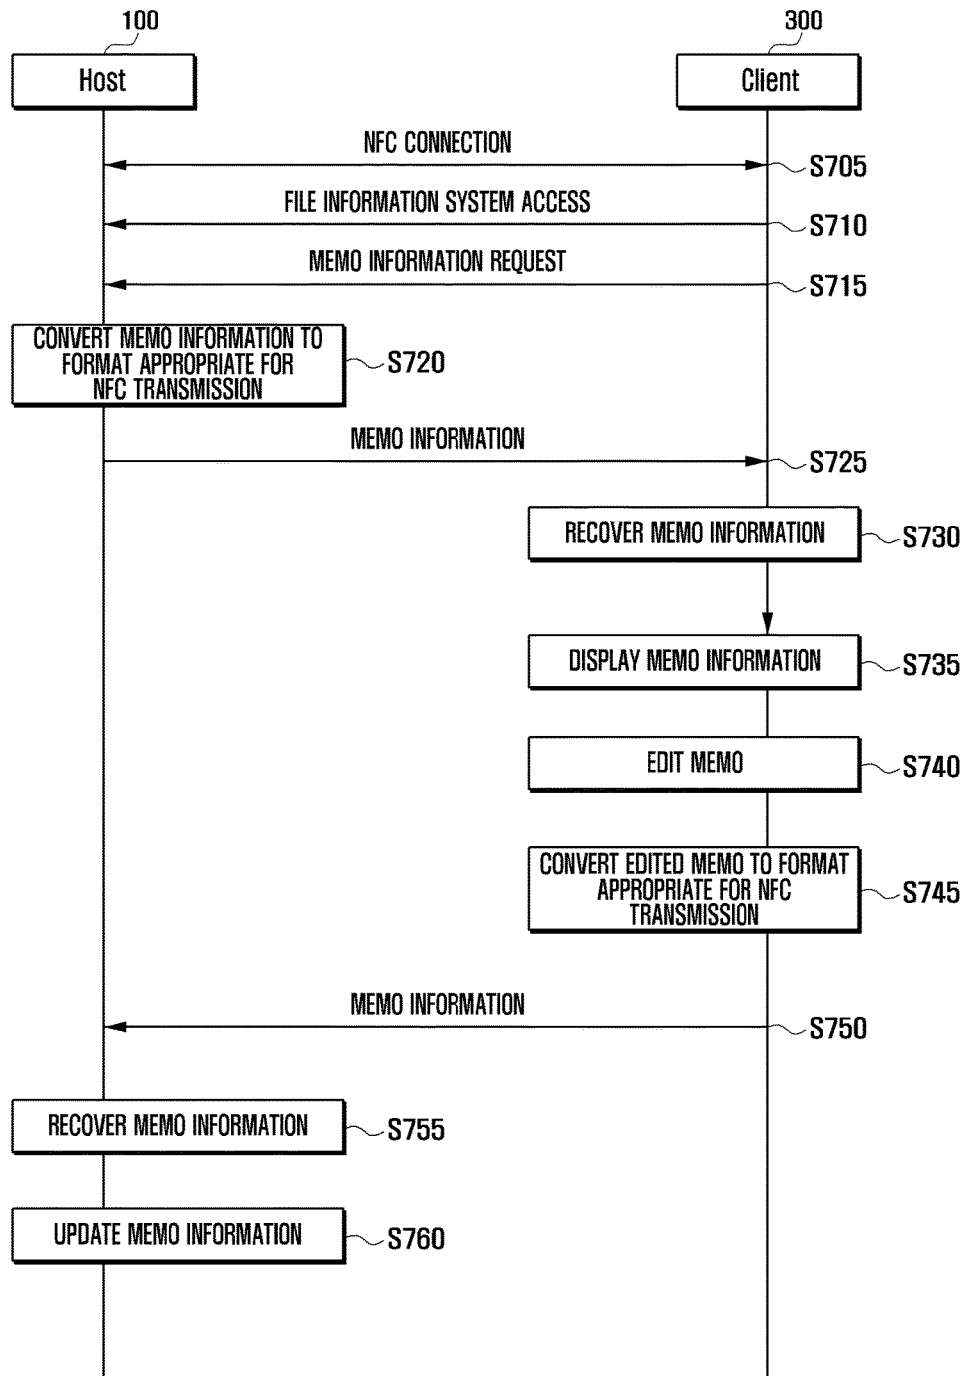 100
300
Host
Client
NFC CONNECTION
S705
FILE INFORMATION SYSTEM ACCESS
S710
MEMO INFORMATION REQUEST
S715
CONVERT MEMO INFORMATION TO
FORMAT APPROPRIATE FOR
NFC TRANSMISSION
S720
MEMO INFORMATION
S725
RECOVER MEMO INFORMATION
S730
DISPLAY MEMO INFORMATION
S735
EDIT MEMO
S740
CONVERT EDITED MEMO TO FORMAT
APPROPRIATE FOR NFC
TRANSMISSION
S745
MEMO INFORMATION
S750
RECOVER MEMO INFORMATION
S755
UPDATE MEMO INFORMATION
S760